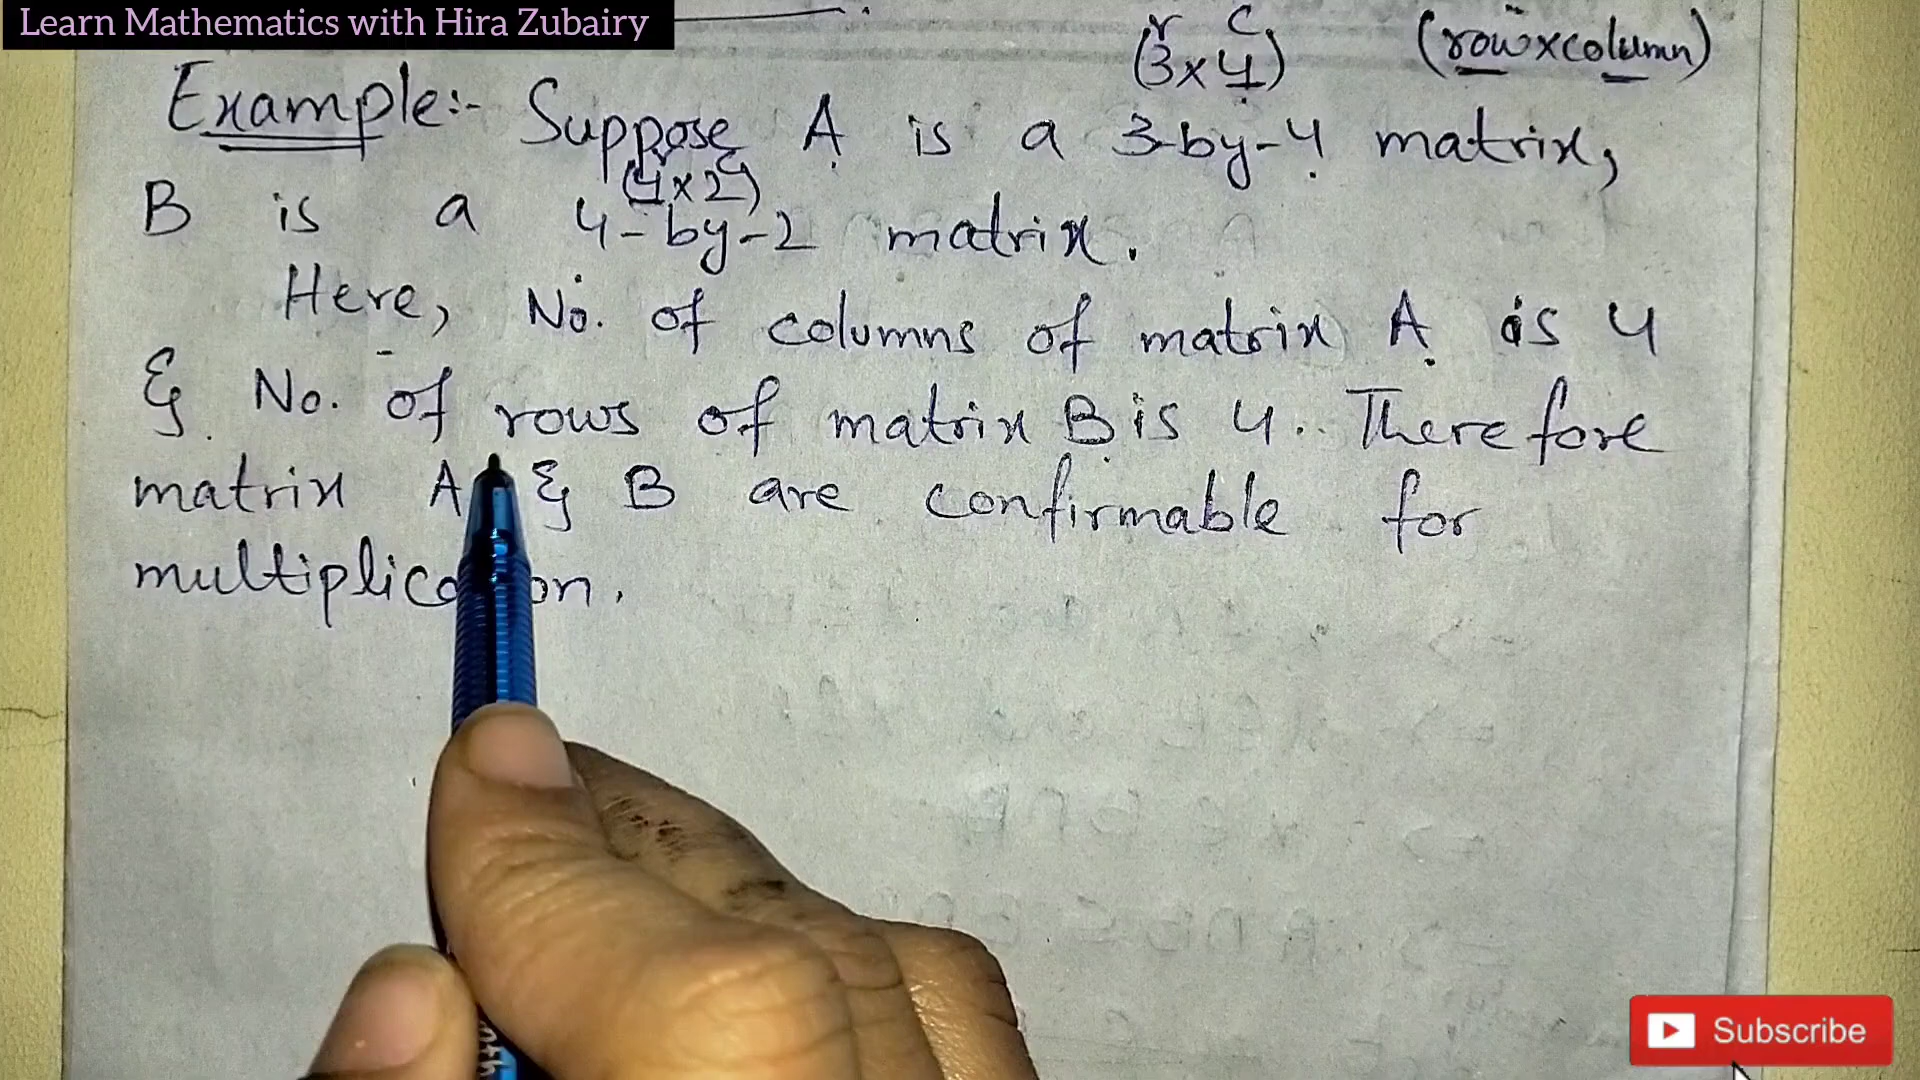 Learn Mathematics with Hira Zubairy
r c
(3x4) (rowxcolumn)
Example:- Suppose A is a 3-by-4 matrix,
(4x2)
B is a 4-by-2 matrix.
Here, No. of columns of matrix A is 4
& No. of rows of matrix B is 4. Therefore
matrix A & B are confirmable for
multiplication.
Subscribe